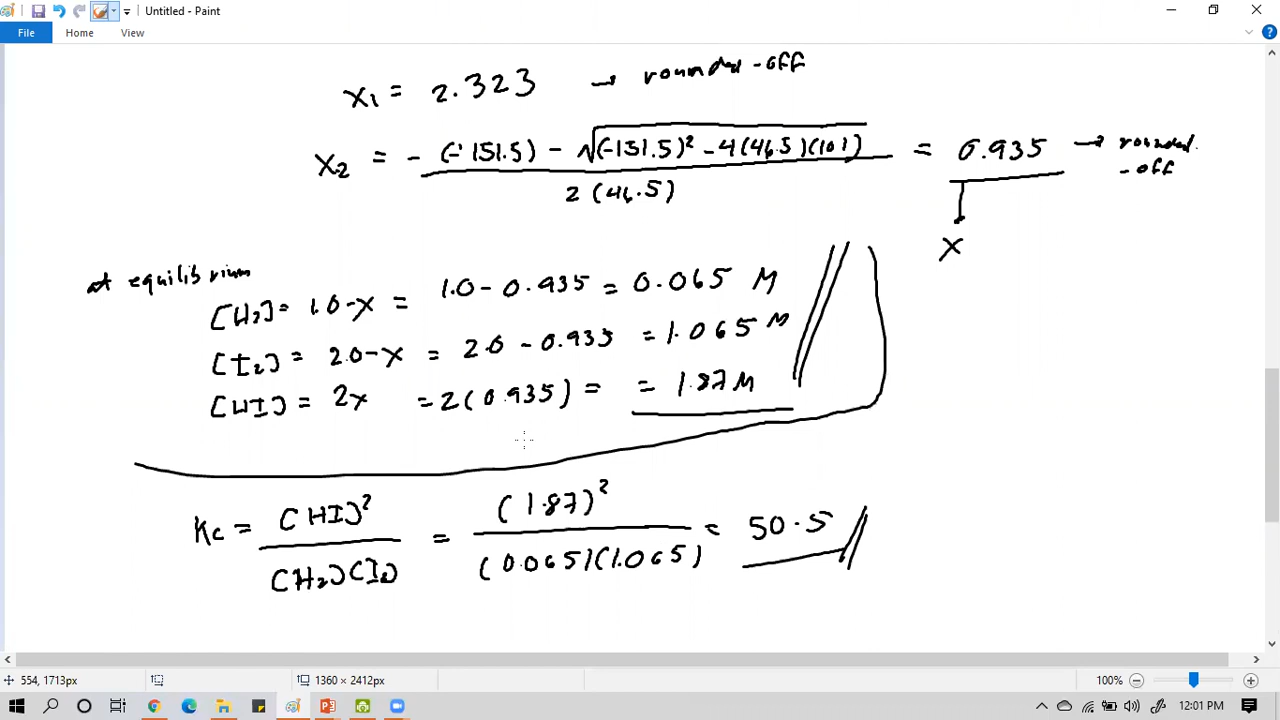 Untitled - Paint
File Home View
x₁ = 2.323 → rounded-off
x₂ = -(-151.5) - √(-151.5)² - 4(46.5)(101) / 2(46.5) = 0.935 → rounded-off
x
at equilibrium
[H₂] = 1.0-x = 1.0 - 0.935 = 0.065 M
[I₂] = 2.0-x = 2.0 - 0.935 = 1.065 M
[HI] = 2x = 2(0.935) = = 1.87M
Kc = [HI]² / [H₂][I₂] = (1.87)² / (0.065)(1.065) = 50.5
554, 1713px 1360 × 2412px 100%
12:01 PM